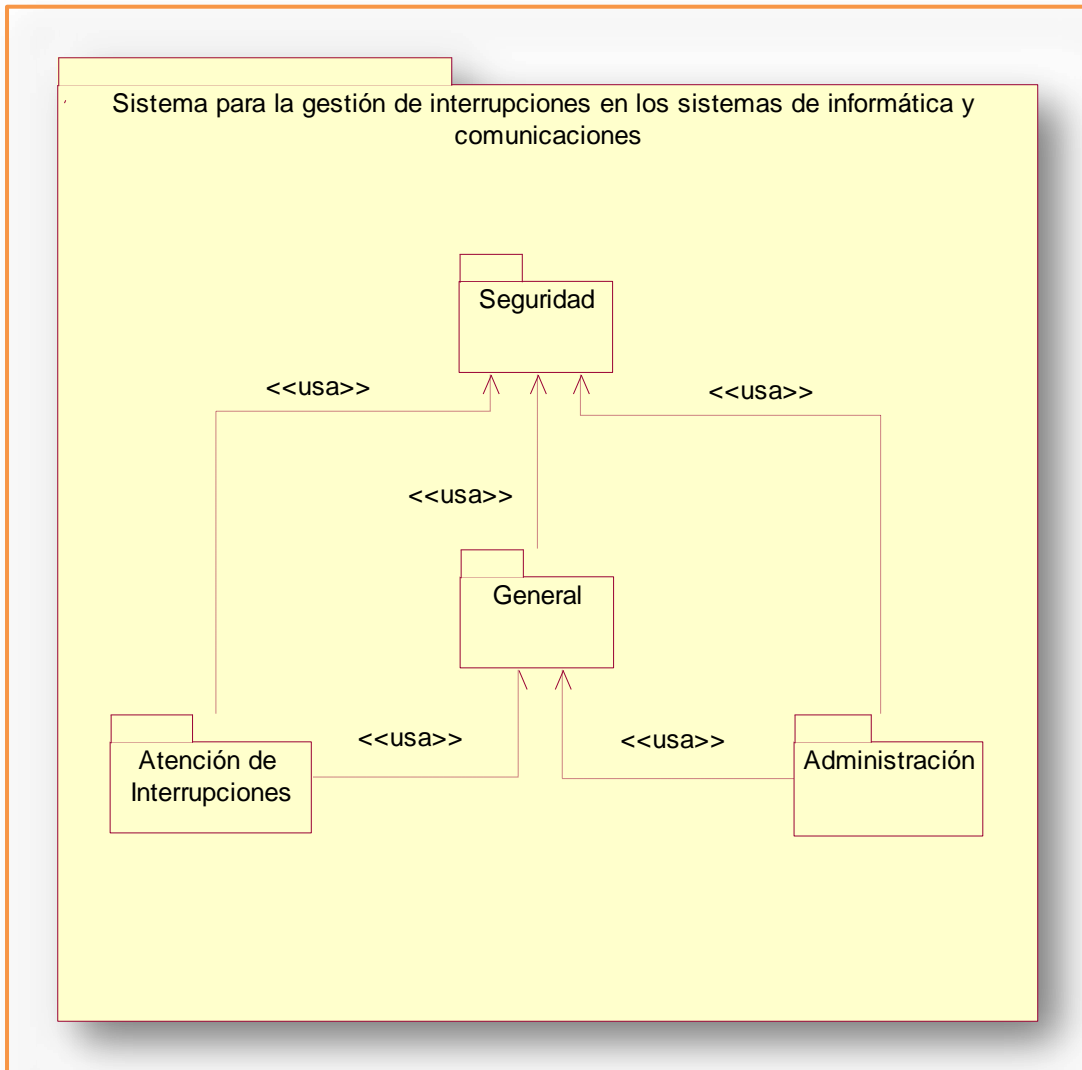 Sistema para la gestión de interrupciones en los sistemas de informática y
comunicaciones
Seguridad
<<usa>>
<<usa>>
<<usa>>
General
<<usa>>
<<usa>>
Atención de
Interrupciones
Administración